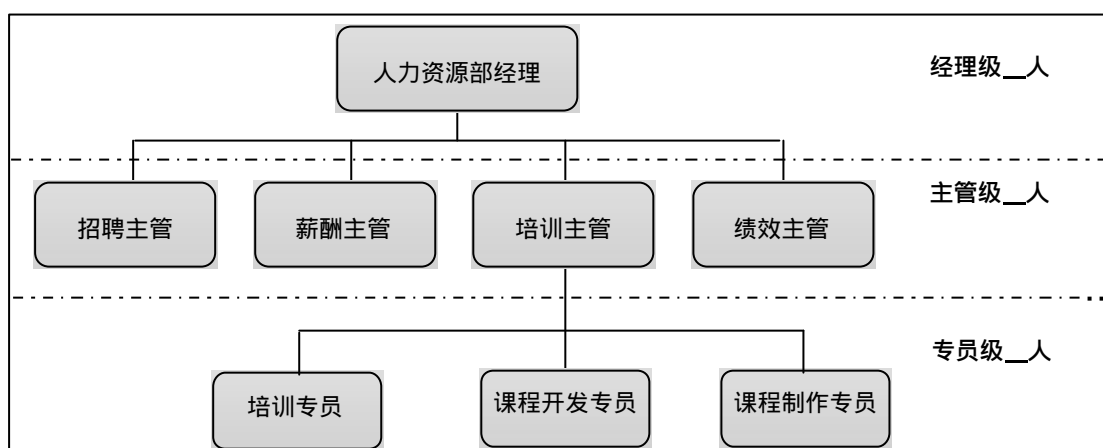 人力资源部经理
经理级__人
招聘主管
薪酬主管
培训主管
绩效主管
主管级__人
专员级__人
培训专员
课程开发专员
课程制作专员